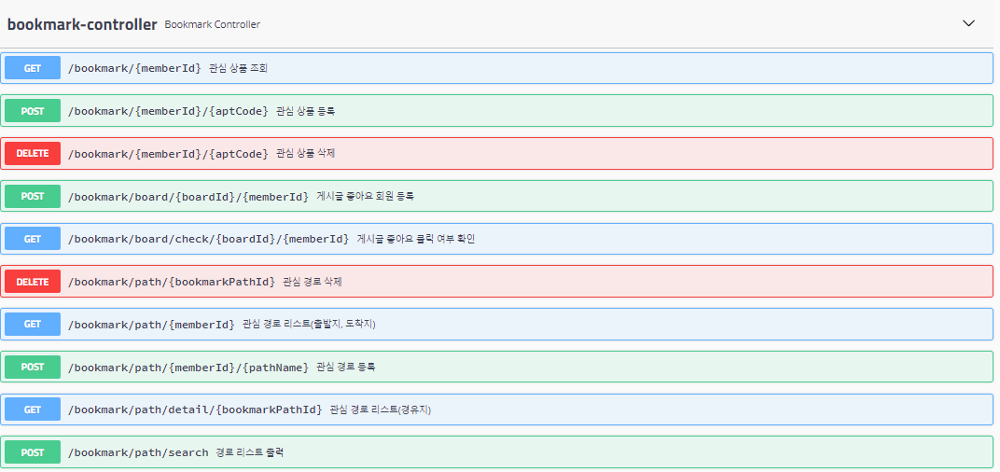 bookmark-controller Bookmark Controller
GET /bookmark/{memberId} 관심 상품 조회
POST /bookmark/{memberId}/{aptCode} 관심 상품 등록
DELETE /bookmark/{memberId}/{aptCode} 관심 상품 삭제
POST /bookmark/board/{boardId}/{memberId} 게시글 좋아요 회원 등록
GET /bookmark/board/check/{boardId}/{memberId} 게시글 좋아요 클릭 여부 확인
DELETE /bookmark/path/{bookmarkPathId} 관심 경로 삭제
GET /bookmark/path/{memberId} 관심 경로 리스트(출발지, 도착지)
POST /bookmark/path/{memberId}/{pathName} 관심 경로 등록
GET /bookmark/path/detail/{bookmarkPathId} 관심 경로 리스트(경유지)
POST /bookmark/path/search 경로 리스트 출력